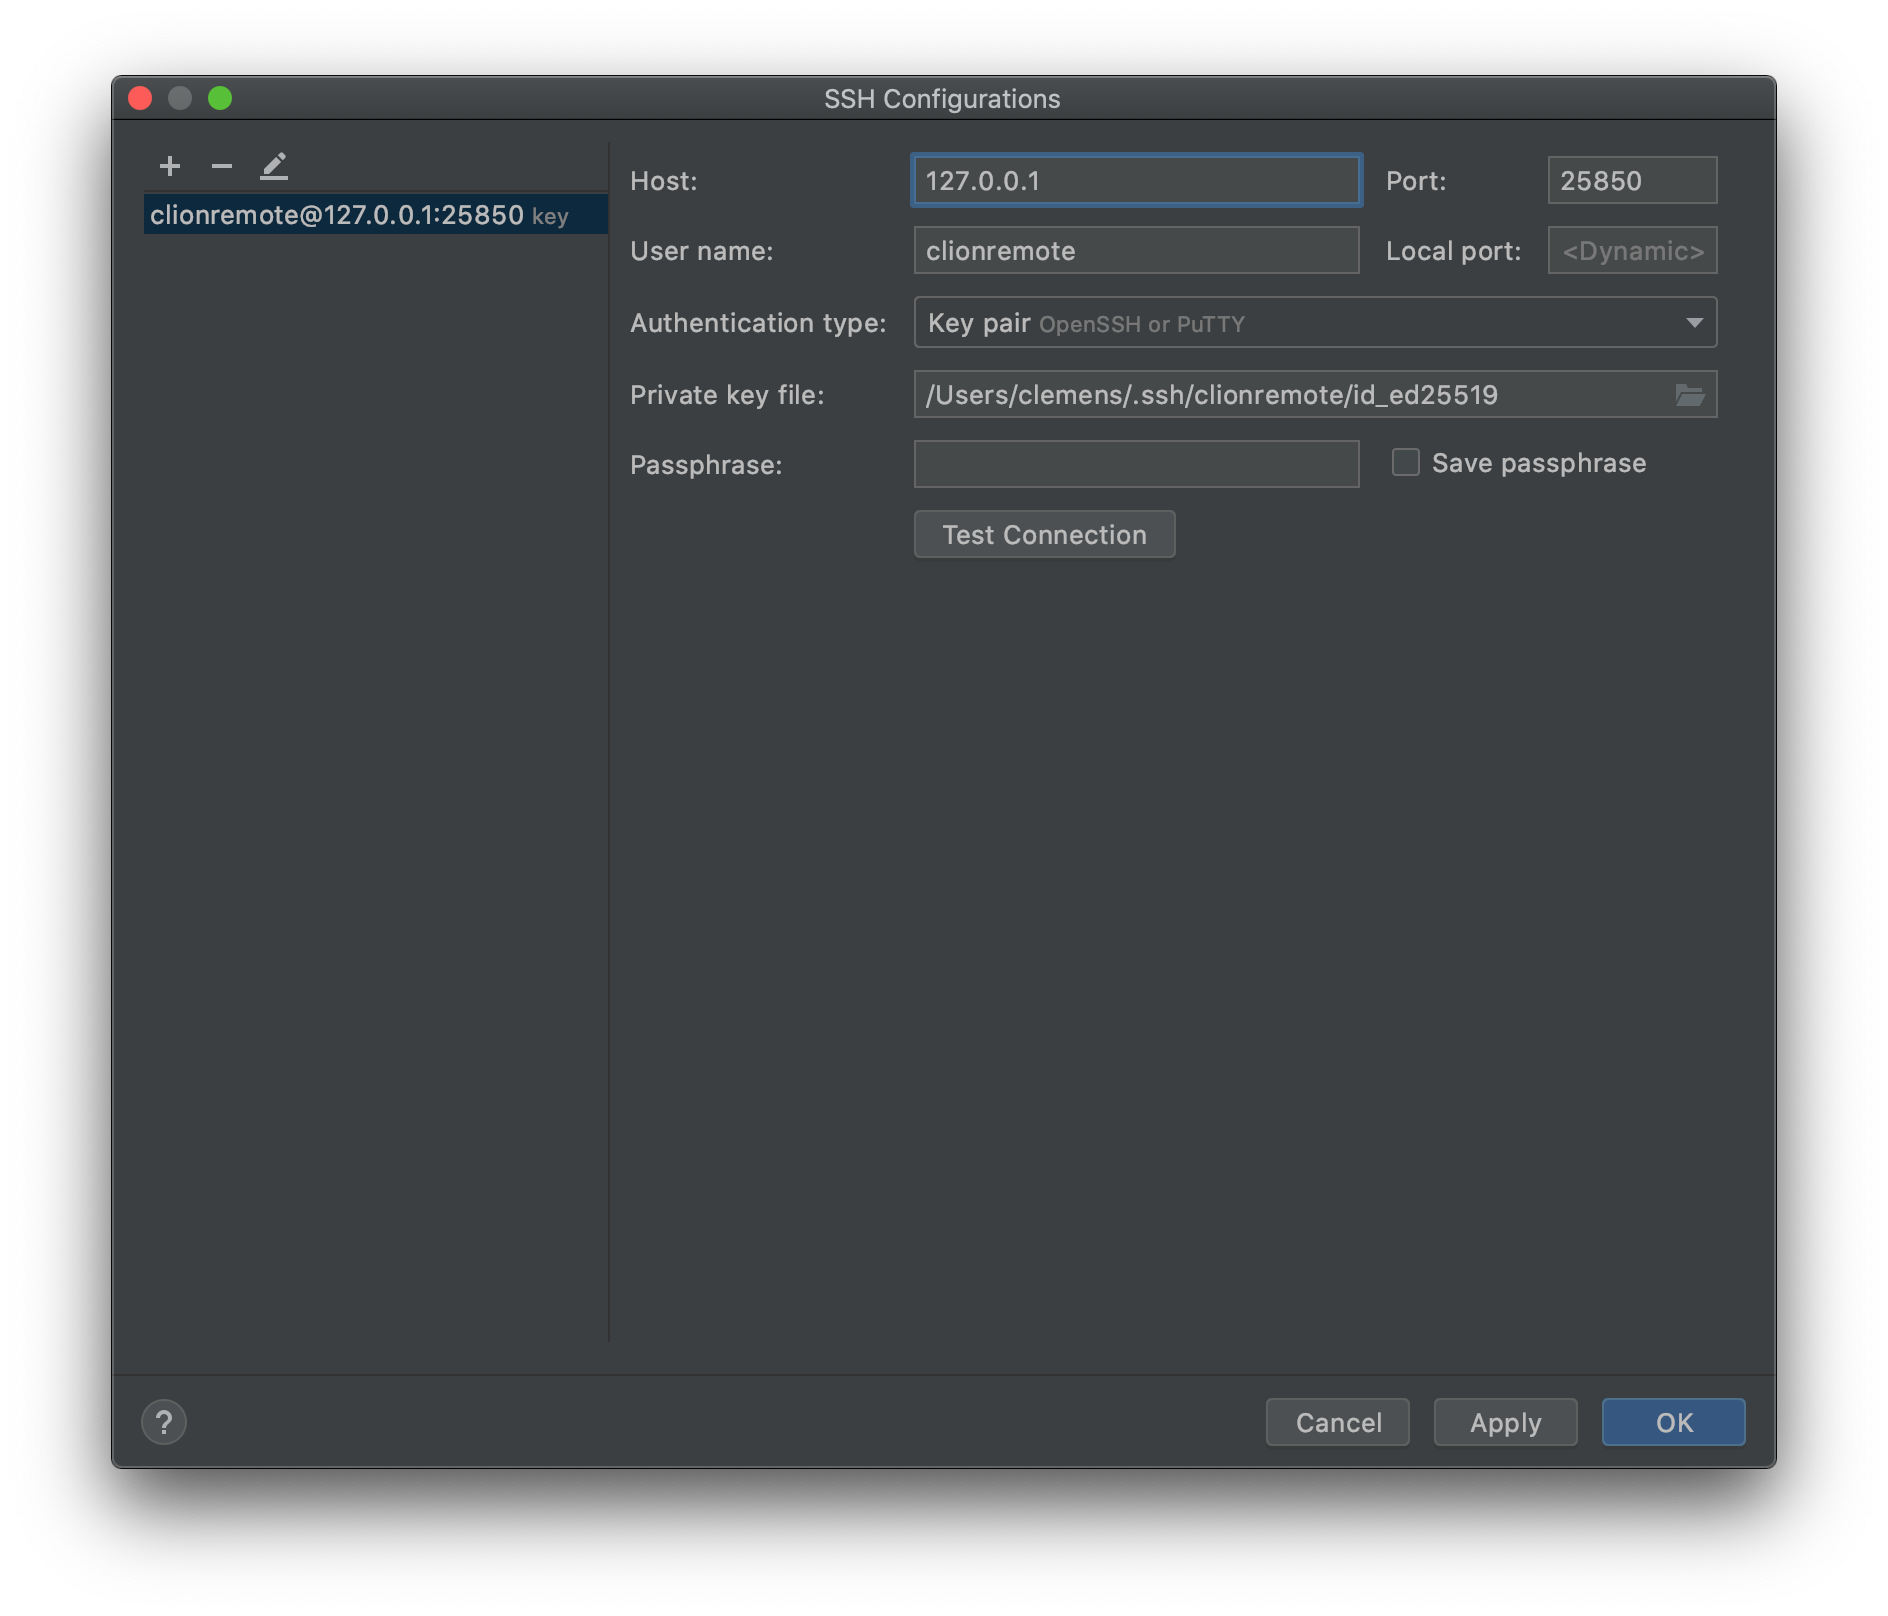 SSH Configurations
clionremote@127.0.0.1:25850 key
Host: 127.0.0.1 Port: 25850
User name: clionremote Local port: <Dynamic>
Authentication type: Key pair OpenSSH or PuTTY
Private key file: /Users/clemens/.ssh/clionremote/id_ed25519
Passphrase: Save passphrase
Test Connection
? Cancel Apply OK